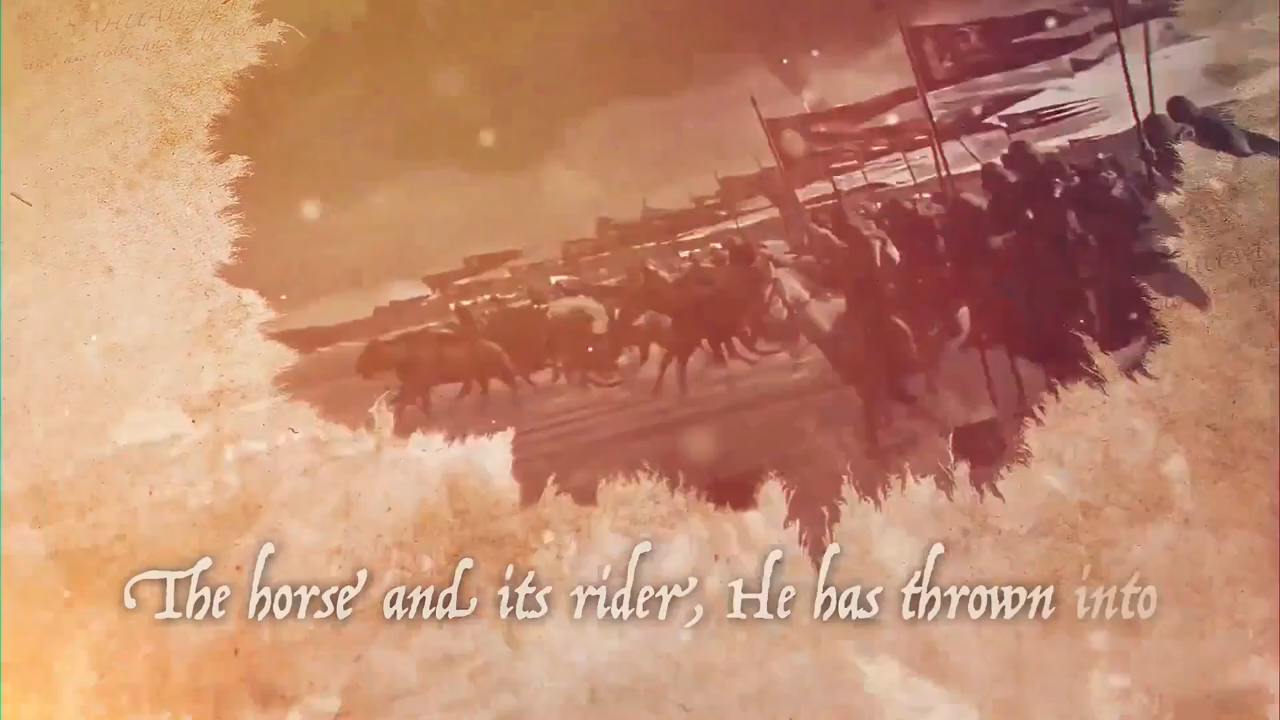 The horse and its rider, He has thrown into